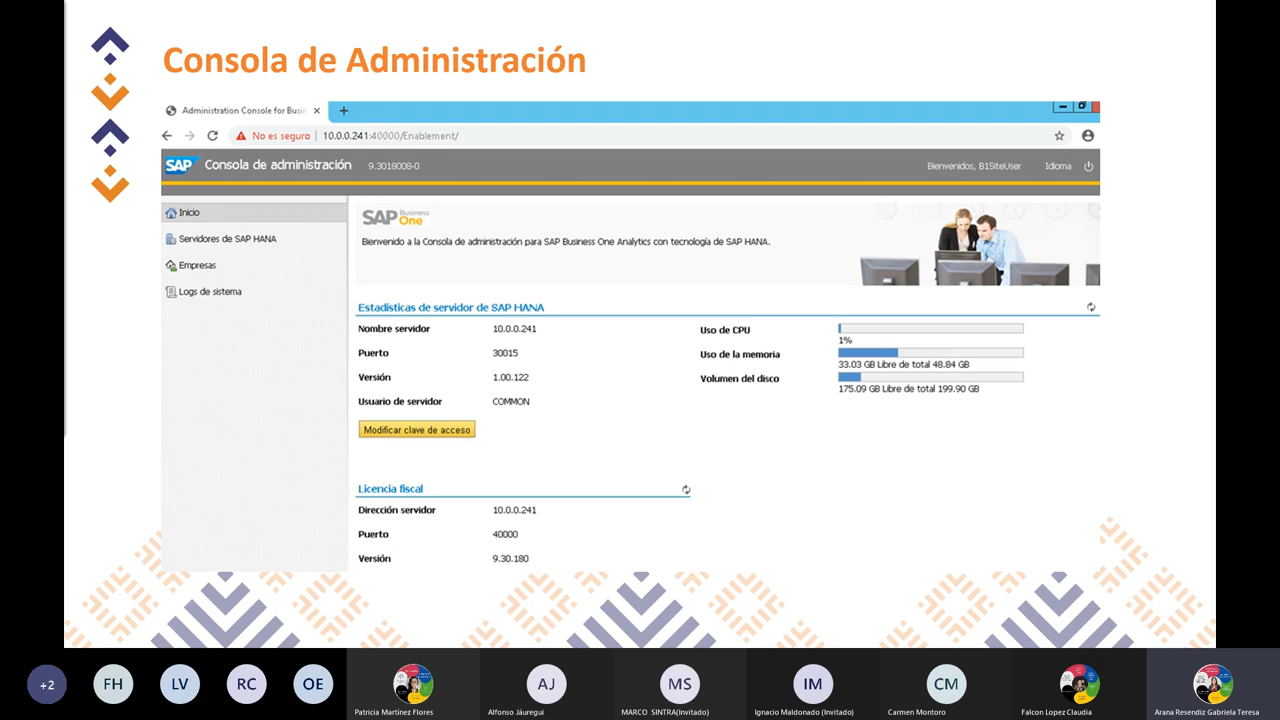 Consola de Administración
Administration Console for Busin
No es seguro 10.0.0.241:40000/Enablement/
SAP Consola de administración 9.3018008-0 Bienvenidos, B1SiteUser Idioma
Inicio
Servidores de SAP HANA
Empresas
Logs de sistema
SAP Business One
Bienvenido a la Consola de administración para SAP Business One Analytics con tecnología de SAP HANA.
Estadísticas de servidor de SAP HANA
Nombre servidor 10.0.0.241
Puerto 30015
Versión 1.00.122
Usuario de servidor COMMON
Modificar clave de acceso
Uso de CPU
1%
Uso de la memoria
33.03 GB Libre de total 48.84 GB
Volumen del disco
175.09 GB Libre de total 199.90 GB
Licencia fiscal
Dirección servidor 10.0.0.241
Puerto 40000
Versión 9.30.180
+2 FH LV RC OE AJ MS IM CM
Patricia Martínez Flores Alfonso Jáuregui MARCO SINTRA(Invitado) Ignacio Maldonado (Invitado) Carmen Montoro Falcon Lopez Claudia Arana Resendiz Gabriela Teresa